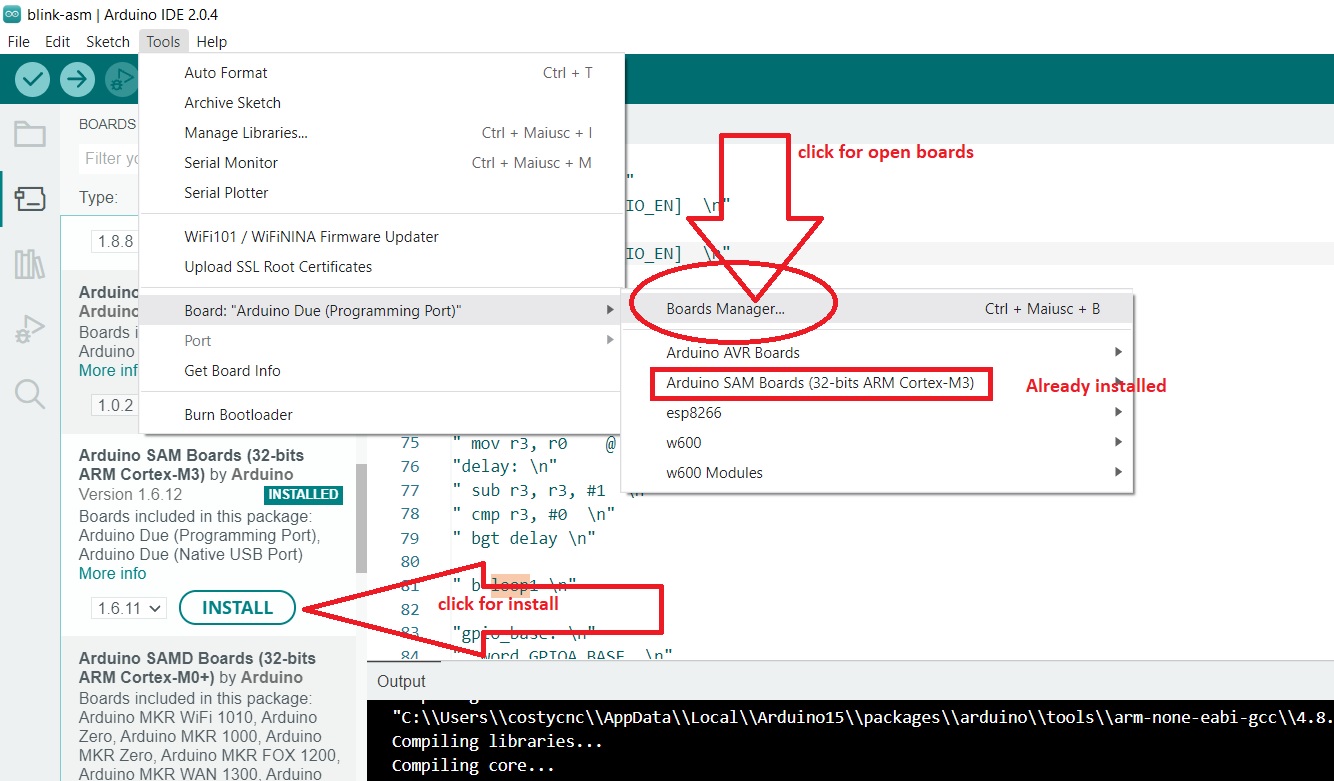 blink-asm | Arduino IDE 2.0.4
File Edit Sketch Tools Help
Auto Format Ctrl + T
Archive Sketch
Manage Libraries... Ctrl + Maiusc + I
Serial Monitor Ctrl + Maiusc + M
Serial Plotter
WiFi101 / WiFiNINA Firmware Updater
Upload SSL Root Certificates
Board: "Arduino Due (Programming Port)"
Port
Get Board Info
Burn Bootloader
click for open boards
Boards Manager... Ctrl + Maiusc + B
Arduino AVR Boards
Arduino SAM Boards (32-bits ARM Cortex-M3)
Already installed
esp8266
w600
w600 Modules
BOARDS
Filter yo
Type:
1.8.8
Arduino
Arduino
Boards i
Arduino
More inf
1.0.2
Arduino SAM Boards (32-bits
ARM Cortex-M3) by Arduino
Version 1.6.12
INSTALLED
Boards included in this package:
Arduino Due (Programming Port),
Arduino Due (Native USB Port)
More info
1.6.11 INSTALL
click for install
Arduino SAMD Boards (32-bits
ARM Cortex-M0+) by Arduino
Boards included in this package:
Arduino MKR WiFi 1010, Arduino
Zero, Arduino MKR 1000, Arduino
MKR Zero, Arduino MKR FOX 1200,
Arduino MKR WAN 1300, Arduino
"
IO_EN] \n"
IO_EN] \n"
75 " mov r3, r0 @
76 "delay: \n"
77 " sub r3, r3, #1 \n"
78 " cmp r3, #0 \n"
79 " bgt delay \n"
80
81 " b loop1 \n"
82
83 "gpio_base: \n"
84 " .word GPIOA_BASE \n"
Output
"C:\\Users\\costycnc\\AppData\\Local\\Arduino15\\packages\\arduino\\tools\\arm-none-eabi-gcc\\4.8.
Compiling libraries...
Compiling core...